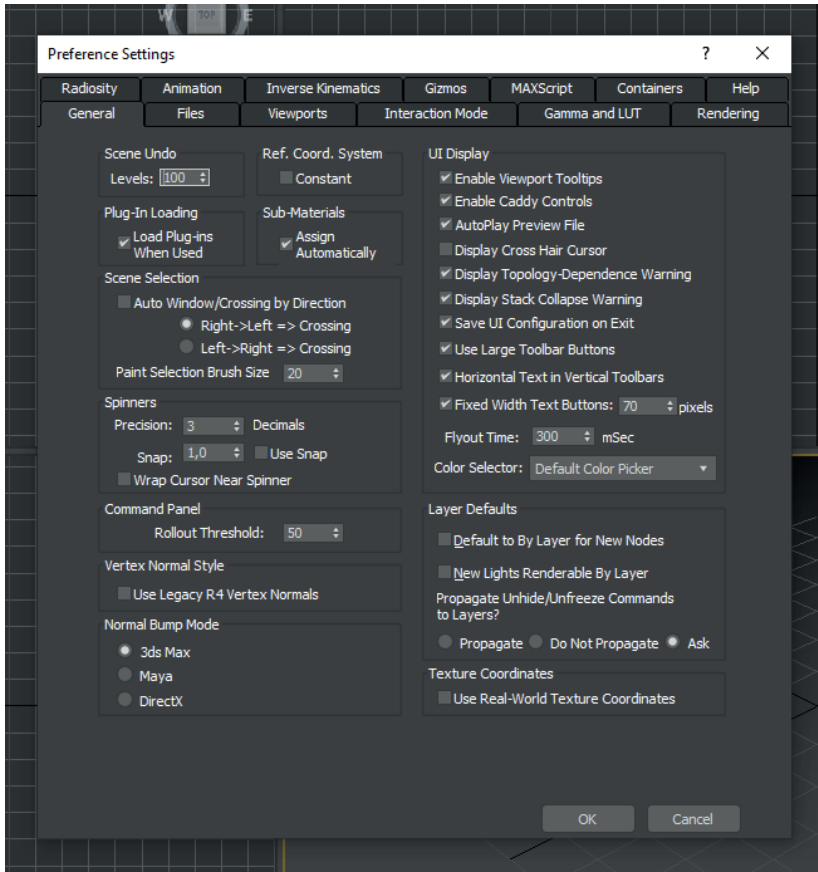 W TOP E
Preference Settings ?
Radiosity Animation Inverse Kinematics Gizmos MAXScript Containers Help
General Files Viewports Interaction Mode Gamma and LUT Rendering
Scene Undo
Levels: 100
Ref. Coord. System
Constant
Plug-In Loading
Load Plug-ins
When Used
Sub-Materials
Assign
Automatically
Scene Selection
Auto Window/Crossing by Direction
Right->Left => Crossing
Left->Right => Crossing
Paint Selection Brush Size 20
Spinners
Precision: 3 Decimals
Snap: 1,0 Use Snap
Wrap Cursor Near Spinner
Command Panel
Rollout Threshold: 50
Vertex Normal Style
Use Legacy R4 Vertex Normals
Normal Bump Mode
3ds Max
Maya
DirectX
UI Display
Enable Viewport Tooltips
Enable Caddy Controls
AutoPlay Preview File
Display Cross Hair Cursor
Display Topology-Dependence Warning
Display Stack Collapse Warning
Save UI Configuration on Exit
Use Large Toolbar Buttons
Horizontal Text in Vertical Toolbars
Fixed Width Text Buttons: 70 pixels
Flyout Time: 300 mSec
Color Selector: Default Color Picker
Layer Defaults
Default to By Layer for New Nodes
New Lights Renderable By Layer
Propagate Unhide/Unfreeze Commands
to Layers?
Propagate Do Not Propagate Ask
Texture Coordinates
Use Real-World Texture Coordinates
OK Cancel